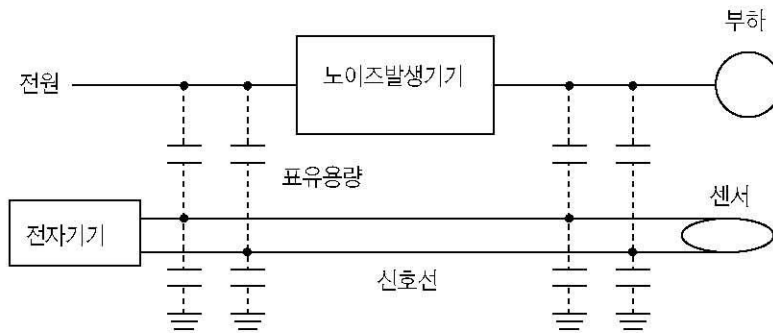 부하
노이즈발생기기
전원
표유용량
센서
전자기기
신호선